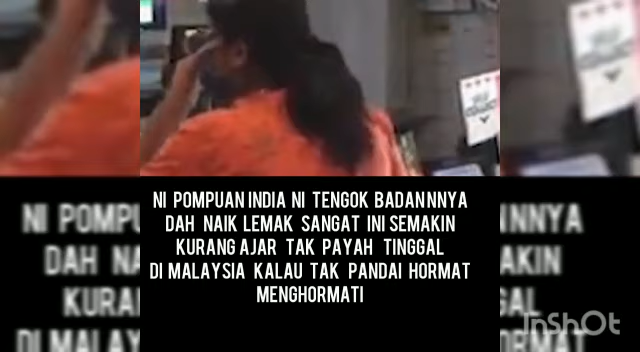 NI POMPUAN INDIA NI TENGOK BADANNNYA
DAH NAIK LEMAK SANGAT INI SEMAKIN
KURANG AJAR TAK PAYAH TINGGAL
DI MALAYSIA KALAU TAK PANDAI HORMAT
MENGHORMATI
InShOt